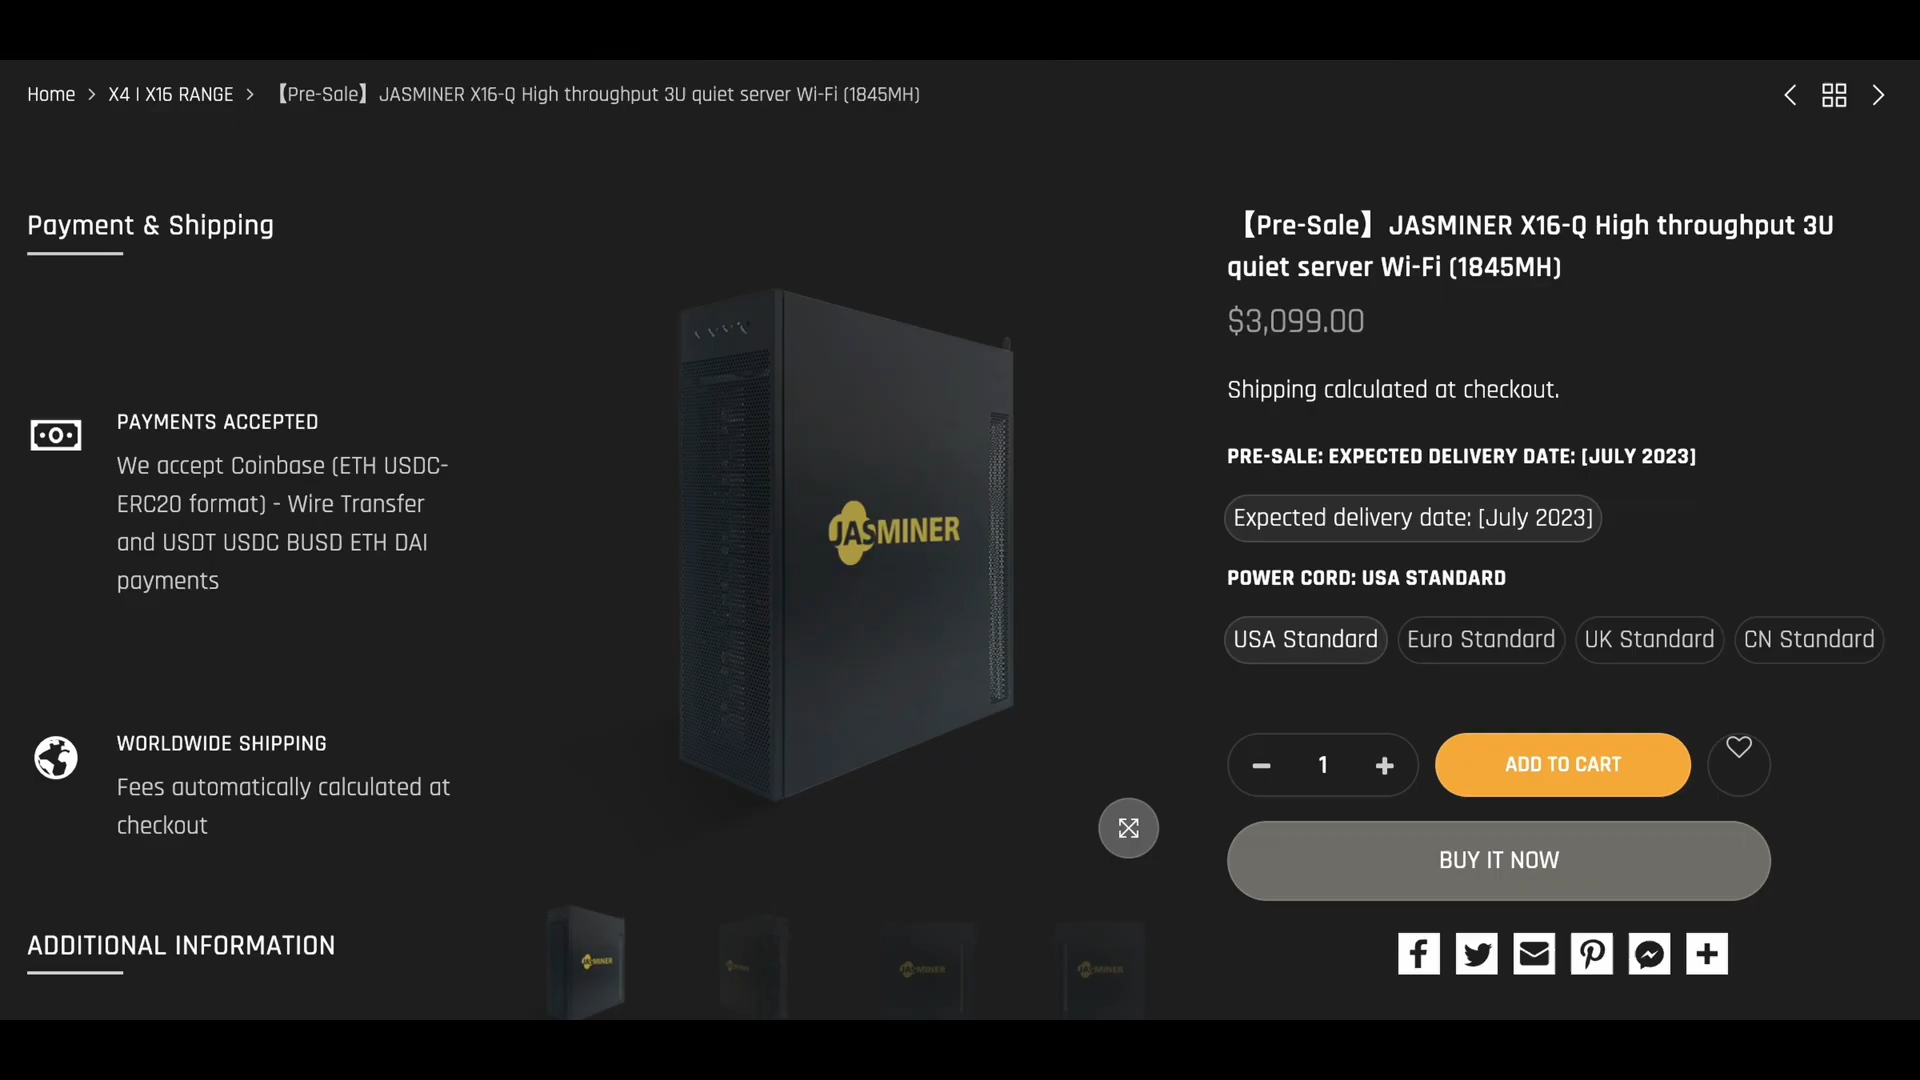 Home > X4 | X16 RANGE > 【Pre-Sale】JASMINER X16-Q High throughput 3U quiet server Wi-Fi (1845MH)
Payment & Shipping
PAYMENTS ACCEPTED
We accept Coinbase (ETH USDC-
ERC20 format) - Wire Transfer
and USDT USDC BUSD ETH DAI
payments
WORLDWIDE SHIPPING
Fees automatically calculated at
checkout
ADDITIONAL INFORMATION
JASMINER
JASMINER
JASMINER
JASMINER
JASMINER
【Pre-Sale】JASMINER X16-Q High throughput 3U
quiet server Wi-Fi (1845MH)
$3,099.00
Shipping calculated at checkout.
PRE-SALE: EXPECTED DELIVERY DATE: [JULY 2023]
Expected delivery date: [July 2023]
POWER CORD: USA STANDARD
USA Standard Euro Standard UK Standard CN Standard
− 1 + ADD TO CART
BUY IT NOW